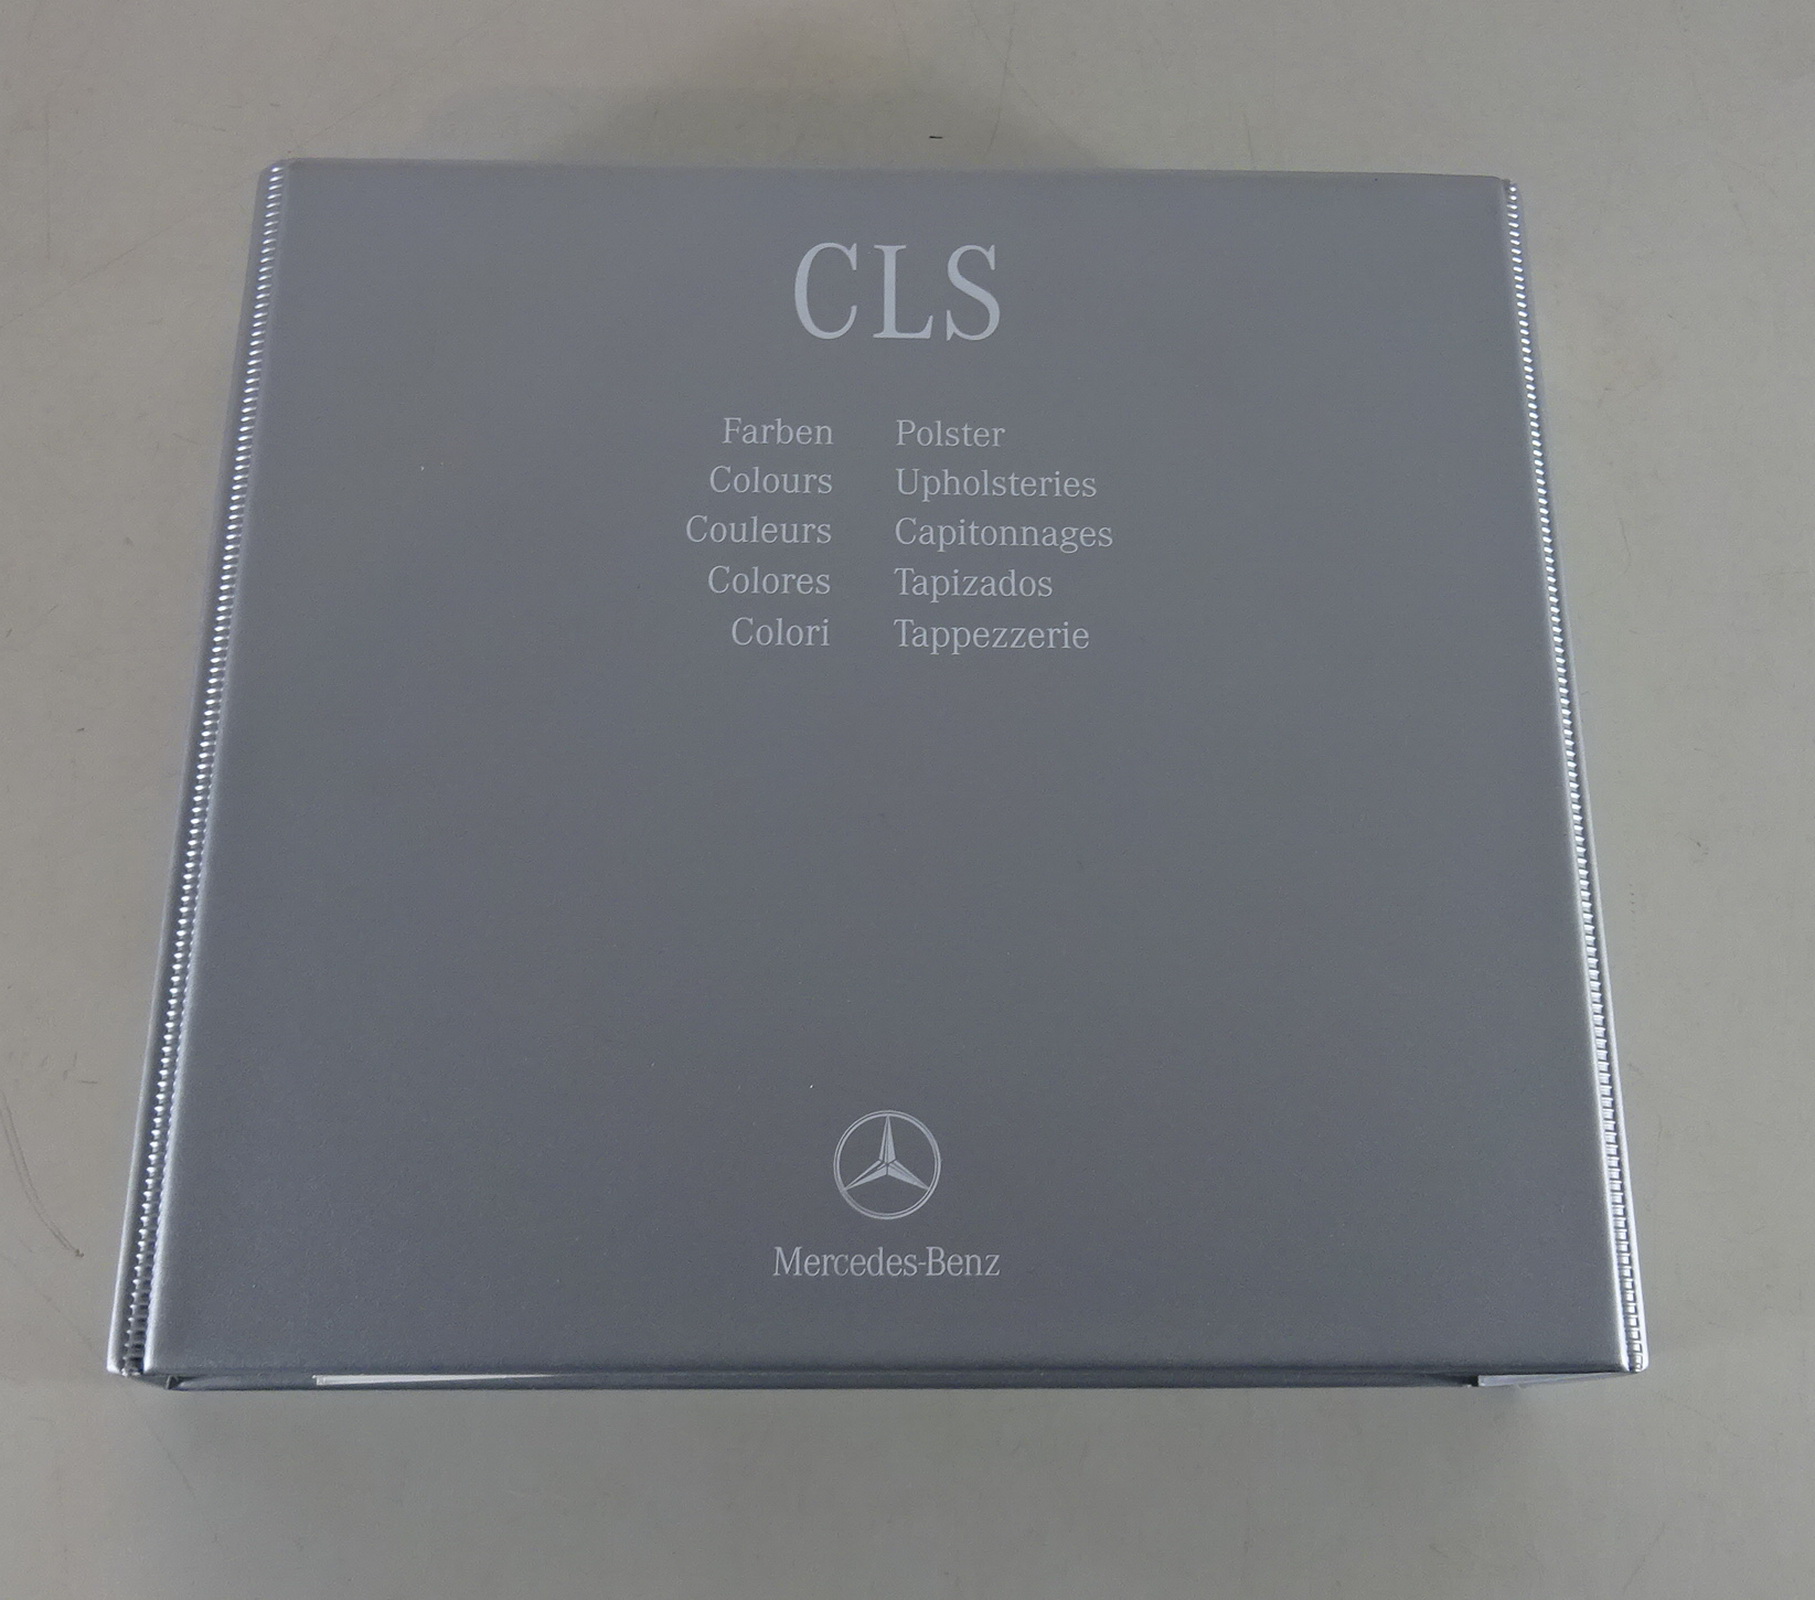 CLS
Farben Polster
Colours Upholsteries
Couleurs Capitonnages
Colores Tapizados
Colori Tappezzerie
Mercedes-Benz